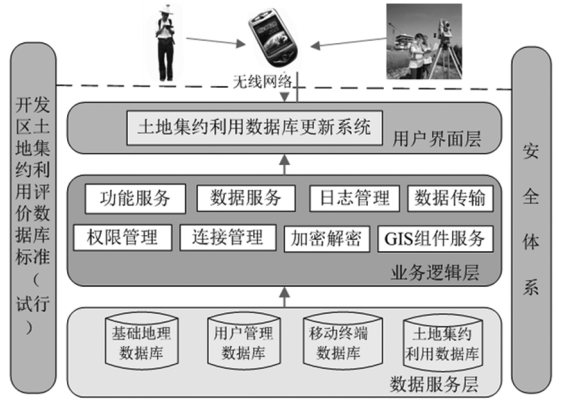 无线网络
开发
区土
地集
约利
用评
价数
据库
标准
（
试行
）
土地集约利用数据库更新系统
用户界面层
功能服务
数据服务
日志管理
数据传输
权限管理
连接管理
加密解密
GIS组件服务
业务逻辑层
基础地理
数据库
用户管理
数据库
移动终端
数据库
土地集约
利用数据库
数据服务层
安全体系